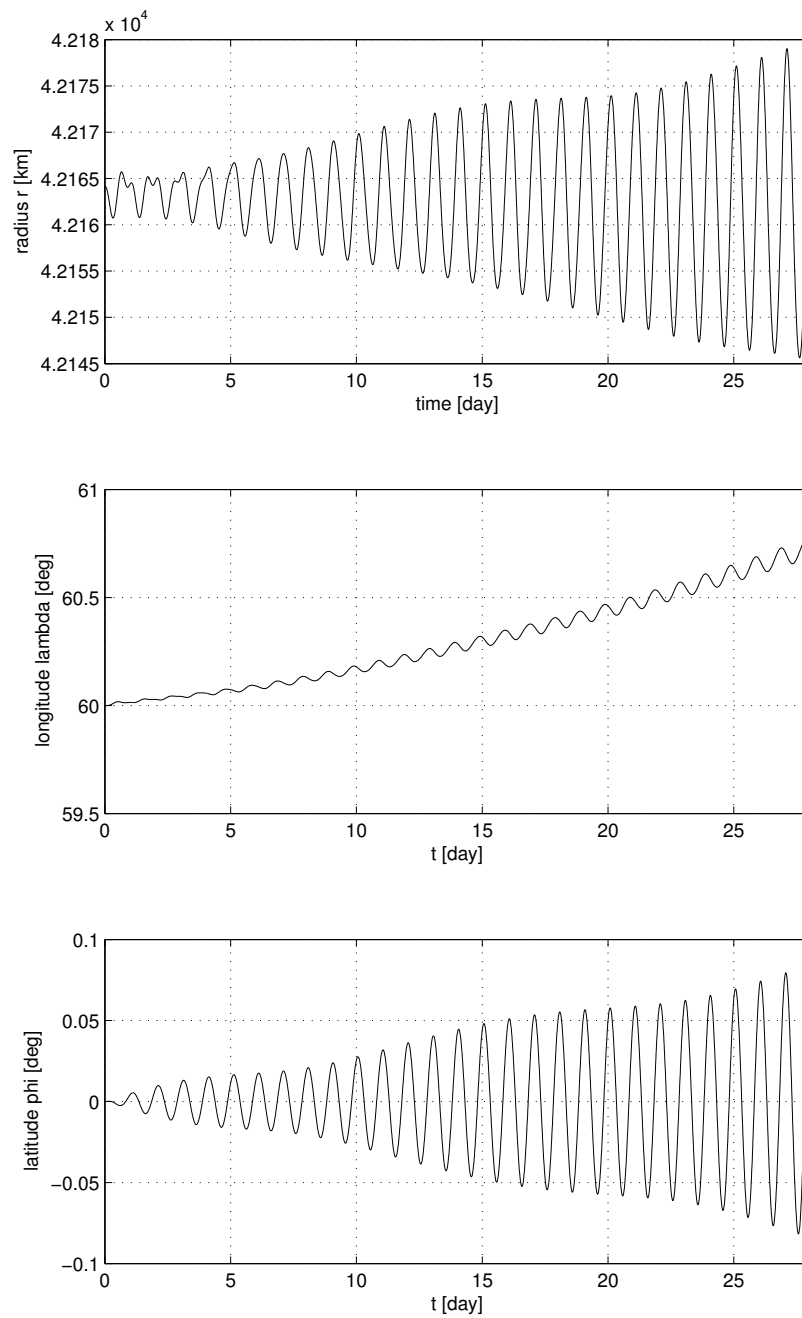 x 10^4
4.218
4.2175
4.217
4.2165
4.216
4.2155
4.215
4.2145
radius r [km]
0 5 10 15 20 25
time [day]
61
60.5
60
59.5
longitude lambda [deg]
0 5 10 15 20 25
t [day]
0.1
0.05
0
−0.05
−0.1
latitude phi [deg]
0 5 10 15 20 25
t [day]